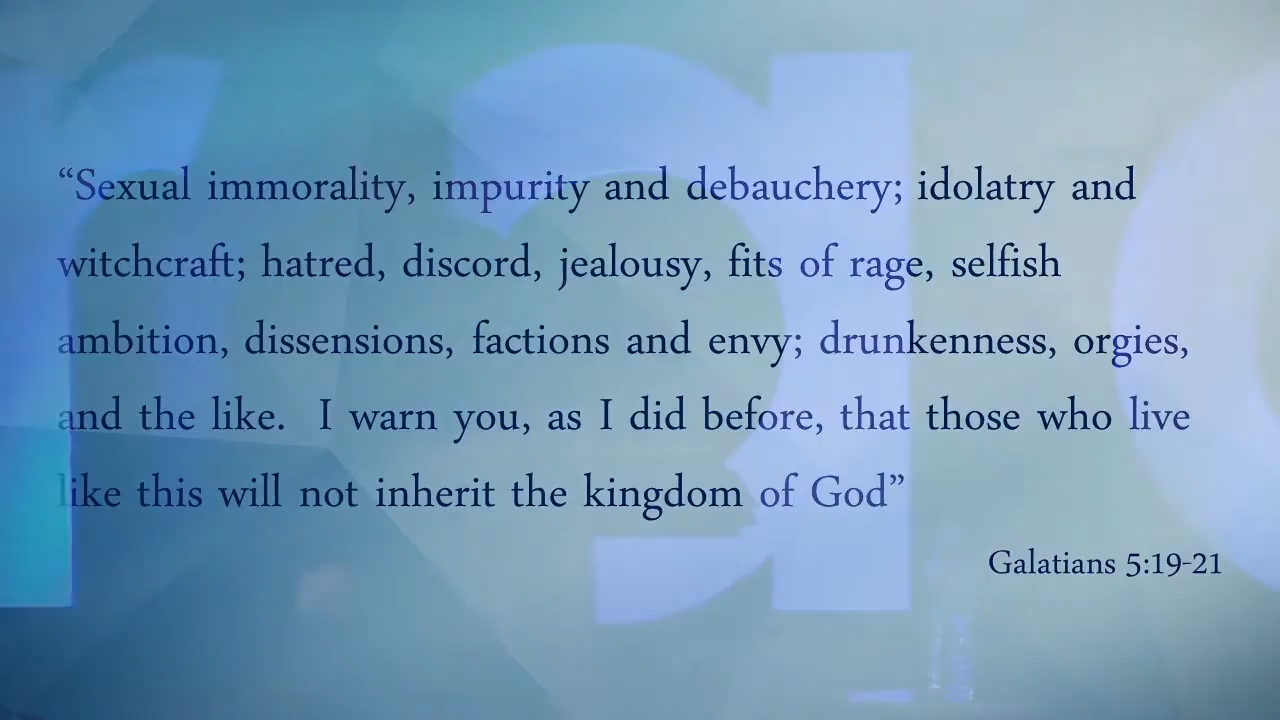 “Sexual immorality, impurity and debauchery; idolatry and
witchcraft; hatred, discord, jealousy, fits of rage, selfish
ambition, dissensions, factions and envy; drunkenness, orgies,
and the like.  I warn you, as I did before, that those who live
like this will not inherit the kingdom of God”
Galatians 5:19-21